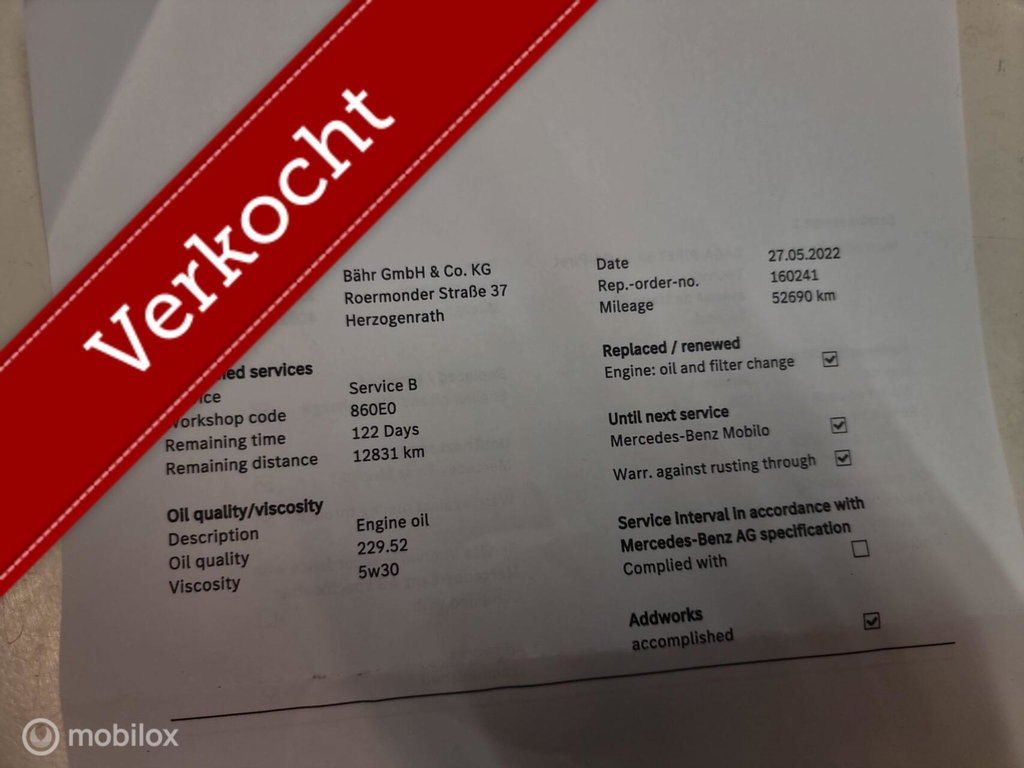 Verkocht
Bähr GmbH & Co. KG
Roermonder Straße 37
Herzogenrath
Date 27.05.2022
Rep.-order-no. 160241
Mileage 52690 km
services
Service B
Workshop code 860E0
Remaining time 122 Days
Remaining distance 12831 km
Oil quality/viscosity
Description Engine oil
Oil quality 229.52
Viscosity 5w30
Replaced / renewed
Engine: oil and filter change
Until next service
Mercedes-Benz Mobilo
Warr. against rusting through
Service interval in accordance with
Mercedes-Benz AG specification
Complied with
Addworks
accomplished
mobilox